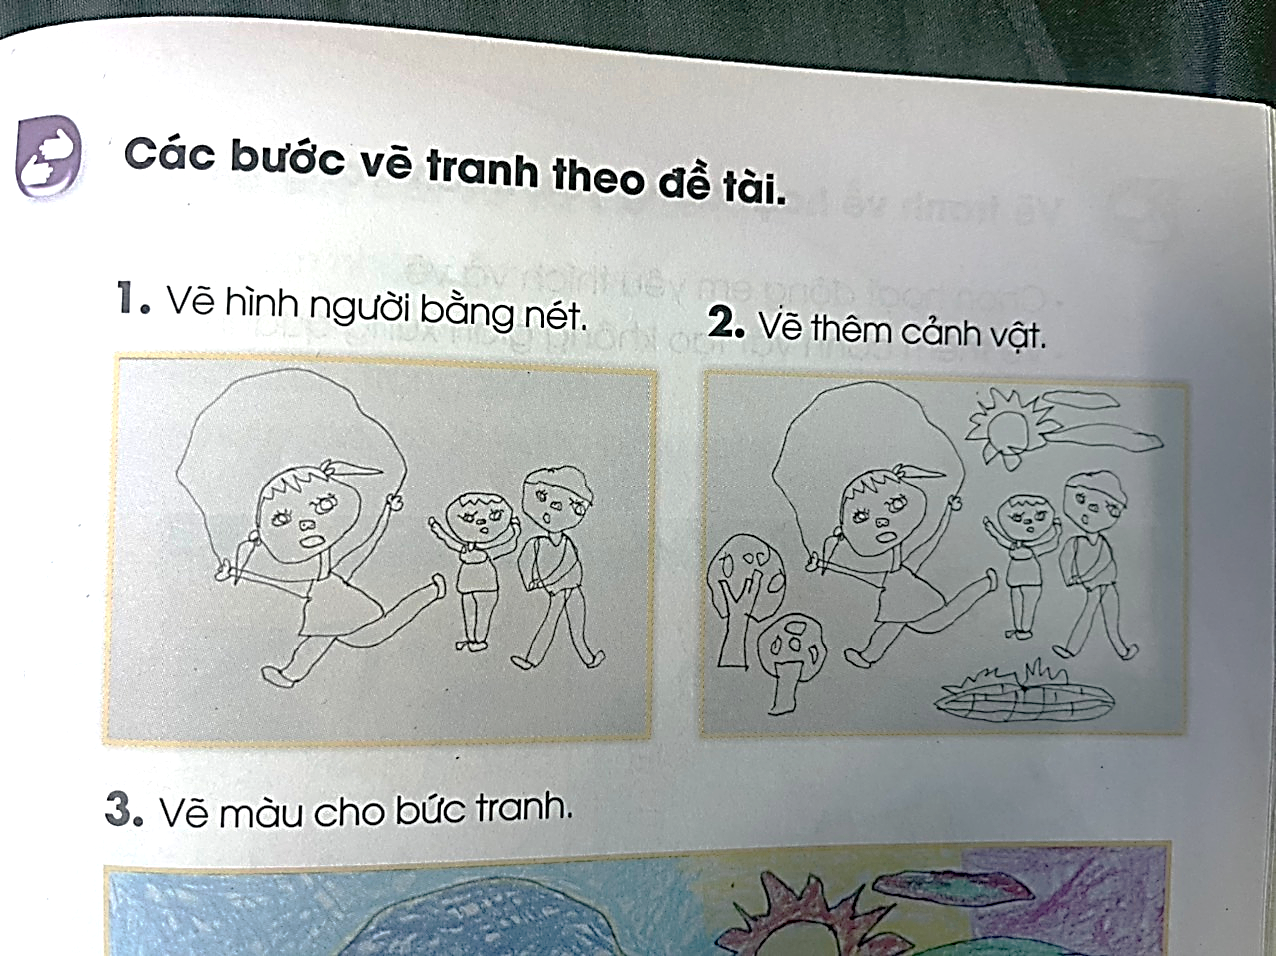 Các bước vẽ tranh theo đề tài.
1. Vẽ hình người bằng nét.
2. Vẽ thêm cảnh vật.
3. Vẽ màu cho bức tranh.